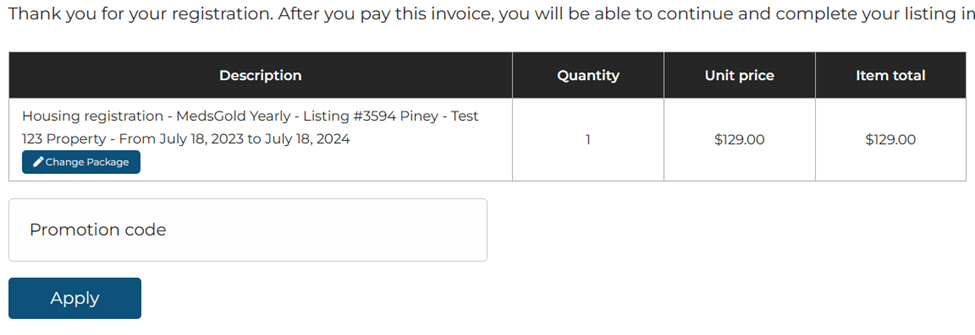 Thank you for your registration. After you pay this invoice, you will be able to continue and complete your listing
Description Quantity Unit price Item total
Housing registration - MedsGold Yearly - Listing #3594 Piney - Test
123 Property - From July 18, 2023 to July 18, 2024
1 $129.00 $129.00
Change Package
Promotion code
Apply